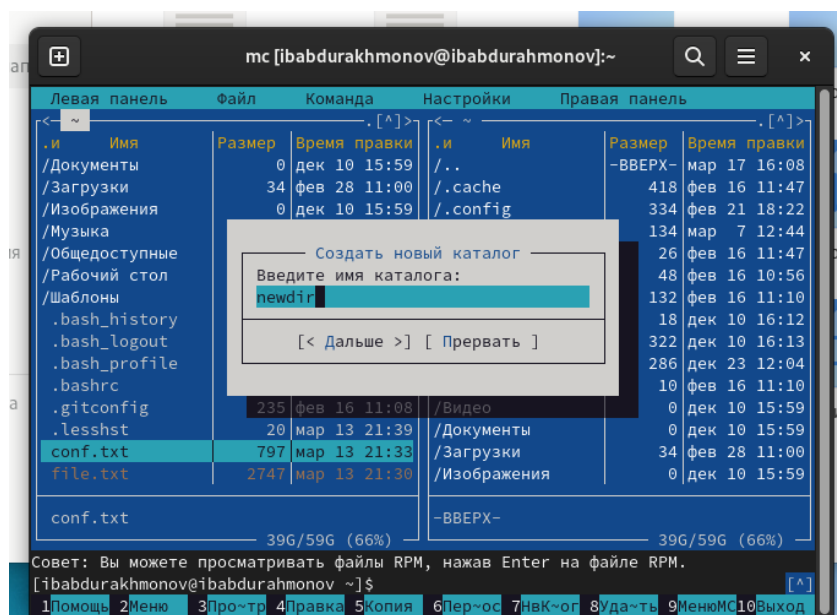 mc [ibabdurakhmonov@ibabdurahmonov]:~
Левая панель Файл Команда Настройки Правая панель
<— ~ .[^]> <— ~ .[^]>
.и Имя Размер Время правки .и Имя Размер Время правки
/Документы 0 дек 10 15:59 /.. -ВВЕРХ- мар 17 16:08
/Загрузки 34 фев 28 11:00 /.cache 418 фев 16 11:47
/Изображения 0 дек 10 15:59 /.config 334 фев 21 18:22
/Музыка 134 мар 7 12:44
/Общедоступные Создать новый каталог 26 фев 16 11:47
/Рабочий стол Введите имя каталога: 48 фев 16 10:56
/Шаблоны newdir 132 фев 16 11:10
.bash_history 18 дек 10 16:12
.bash_logout [< Дальше >] [ Прервать ] 322 дек 10 16:13
.bash_profile 286 дек 23 12:04
.bashrc 10 фев 16 11:10
.gitconfig 235 фев 16 11:08 /Видео 0 дек 10 15:59
.lesshst 20 мар 13 21:39 /Документы 0 дек 10 15:59
conf.txt 797 мар 13 21:33 /Загрузки 34 фев 28 11:00
file.txt 2747 мар 13 21:30 /Изображения 0 дек 10 15:59
conf.txt -ВВЕРХ-
39G/59G (66%) 39G/59G (66%)
Совет: Вы можете просматривать файлы RPM, нажав Enter на файле RPM.
[ibabdurakhmonov@ibabdurahmonov ~]$ [^]
1Помощь 2Меню 3Про~тр 4Правка 5Копия 6Пер~ос 7НвК~ог 8Уда~ть 9МенюMC 10Выход